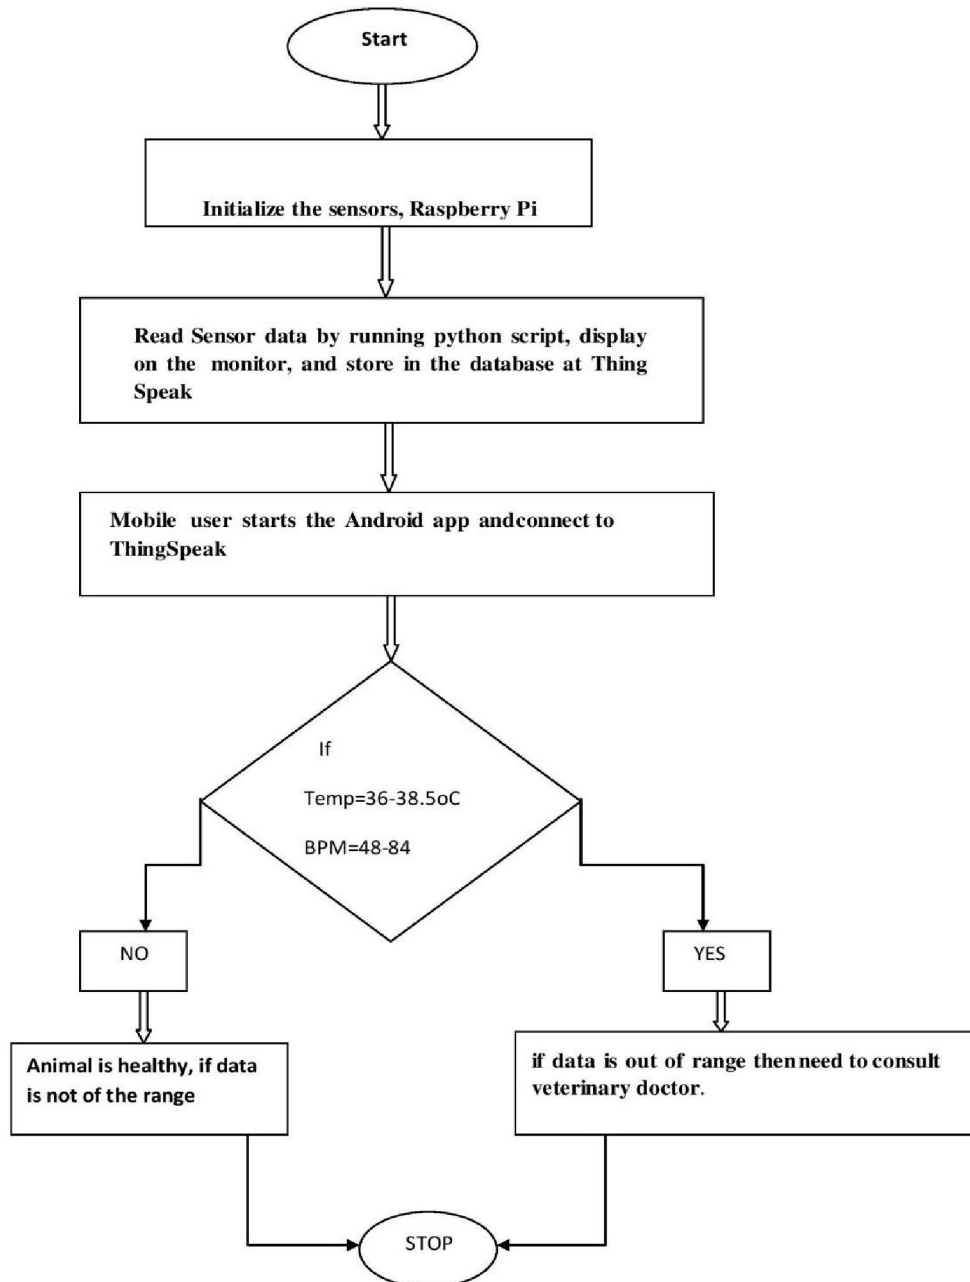 Start
Initialize the sensors, Raspberry Pi
Read Sensor data by running python script, display
on the monitor, and store in the database at Thing
Speak
Mobile user starts the Android app andconnect to
ThingSpeak
If
Temp=36-38.5oC
BPM=48-84
NO
YES
Animal is healthy, if data
is not of the range
if data is out of range then need to consult
veterinary doctor.
STOP